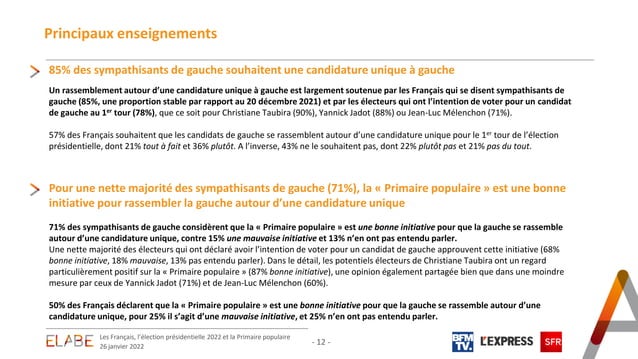 Principaux enseignements
85% des sympathisants de gauche souhaitent une candidature unique à gauche
Un rassemblement autour d’une candidature unique à gauche est largement soutenue par les Français qui se disent sympathisants de
gauche (85%, une proportion stable par rapport au 20 décembre 2021) et par les électeurs qui ont l’intention de voter pour un candidat
de gauche au 1er tour (78%), que ce soit pour Christiane Taubira (90%), Yannick Jadot (88%) ou Jean-Luc Mélenchon (71%).
57% des Français souhaitent que les candidats de gauche se rassemblent autour d’une candidature unique pour le 1er tour de l’élection
présidentielle, dont 21% tout à fait et 36% plutôt. A l’inverse, 43% ne le souhaitent pas, dont 22% plutôt pas et 21% pas du tout.
Pour une nette majorité des sympathisants de gauche (71%), la « Primaire populaire » est une bonne
initiative pour rassembler la gauche autour d’une candidature unique
71% des sympathisants de gauche considèrent que la « Primaire populaire » est une bonne initiative pour que la gauche se rassemble
autour d’une candidature unique, contre 15% une mauvaise initiative et 13% n’en ont pas entendu parler.
Une nette majorité des électeurs qui ont déclaré avoir l’intention de voter pour un candidat de gauche approuvent cette initiative (68%
bonne initiative, 18% mauvaise, 13% pas entendu parler). Dans le détail, les potentiels électeurs de Christiane Taubira ont un regard
particulièrement positif sur la « Primaire populaire » (87% bonne initiative), une opinion également partagée bien que dans une moindre
mesure par ceux de Yannick Jadot (71%) et de Jean-Luc Mélenchon (60%).
50% des Français déclarent que la « Primaire populaire » est une bonne initiative pour que la gauche se rassemble autour d’une
candidature unique, pour 25% il s’agit d’une mauvaise initiative, et 25% n’en ont pas entendu parler.
ELABE
Les Français, l’élection présidentielle 2022 et la Primaire populaire
26 janvier 2022
- 12 -
BFM
TV.
L'EXPRESS
SFR